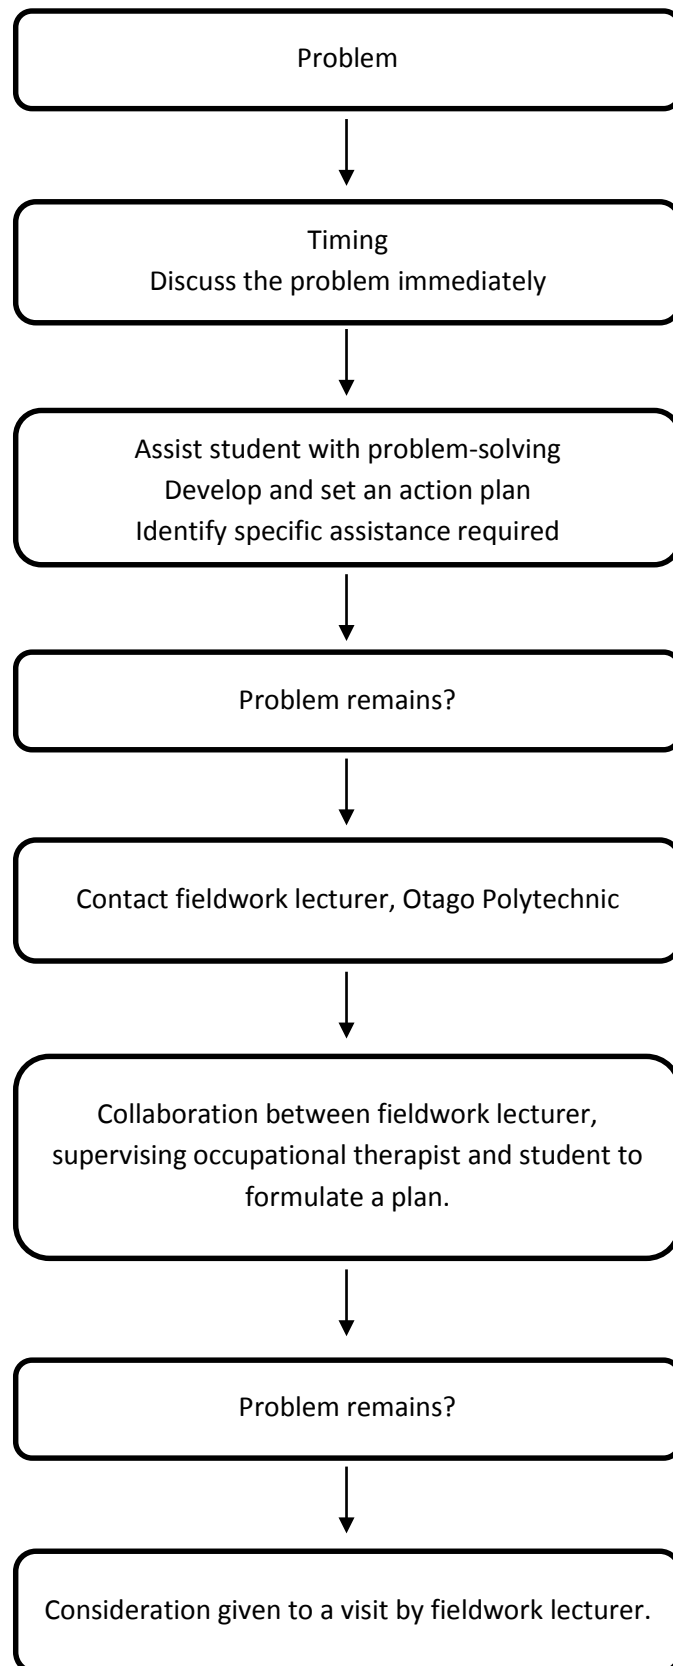 Problem
Timing
Discuss the problem immediately
Assist student with problem-solving
Develop and set an action plan
Identify specific assistance required
Problem remains?
Contact fieldwork lecturer, Otago Polytechnic
Collaboration between fieldwork lecturer,
supervising occupational therapist and student to
formulate a plan.
Problem remains?
Consideration given to a visit by fieldwork lecturer.